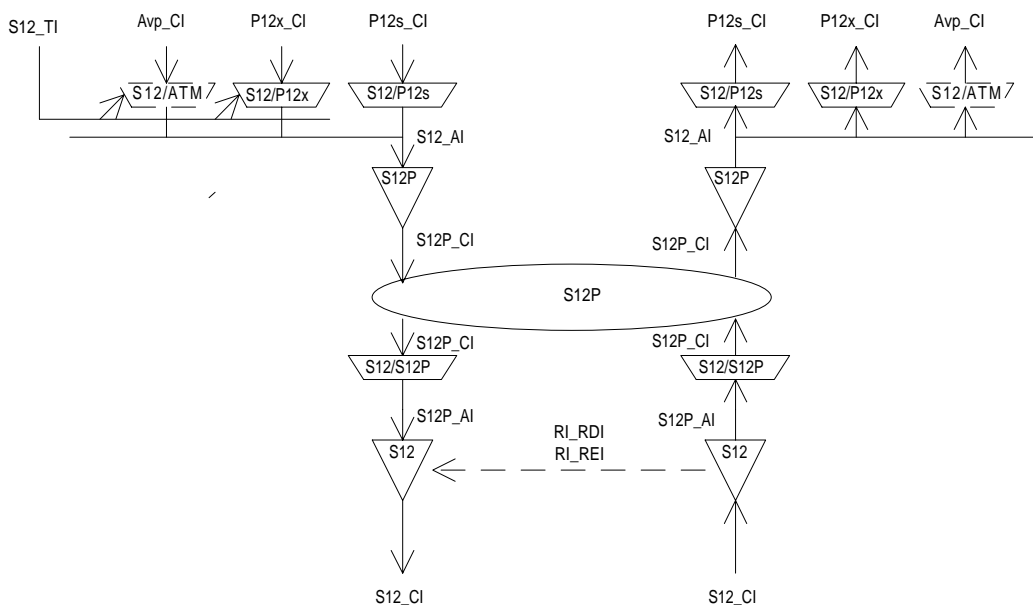 S12_TI Avp_CI P12x_CI P12s_CI P12s_CI P12x_CI Avp_CI
S12/ATM S12/P12x S12/P12s S12/P12s S12/P12x S12/ATM
S12_AI S12_AI
S12P S12P
S12P_CI S12P_CI
S12P
S12P_CI S12P_CI
S12/S12P S12/S12P
S12P_AI S12P_AI
RI_RDI
S12 RI_REI S12
S12_CI S12_CI